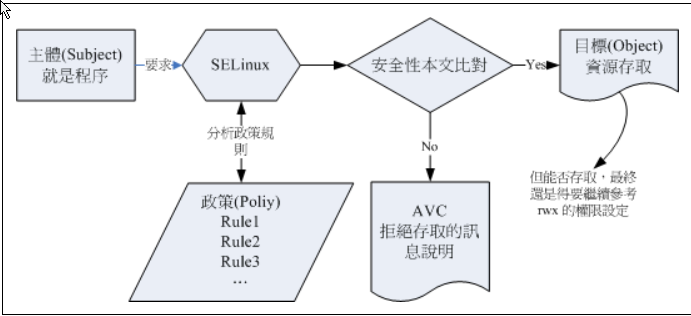 主體(Subject)
就是程序
要求
SELinux
安全性本文比對
Yes
目標(Object)
資源存取
分析政策規
則
No
但能否存取，最終
還是得要繼續參考
rwx 的權限設定
政策(Poliy)
Rule1
Rule2
Rule3
…
AVC
拒絕存取的訊
息說明